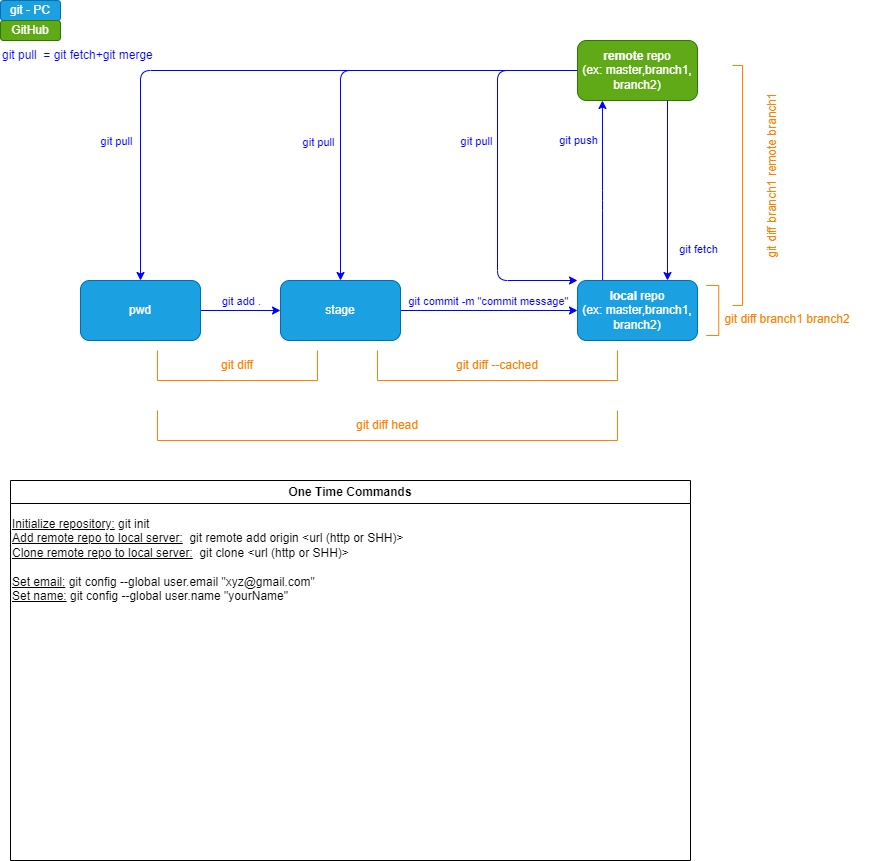 git - PC
GitHub
git pull = git fetch+git merge
remote repo
(ex: master,branch1,
branch2)
git diff branch1 remote branch1
git pull
git pull
git pull
git push
git fetch
pwd
git add .
stage
git commit -m "commit message"
local repo
(ex: master,branch1,
branch2)
git diff branch1 branch2
git diff
git diff --cached
git diff head
One Time Commands
Initialize repository: git init
Add remote repo to local server: git remote add origin <url (http or SHH)>
Clone remote repo to local server: git clone <url (http or SHH)>
Set email: git config --global user.email "xyz@gmail.com"
Set name: git config --global user.name "yourName"